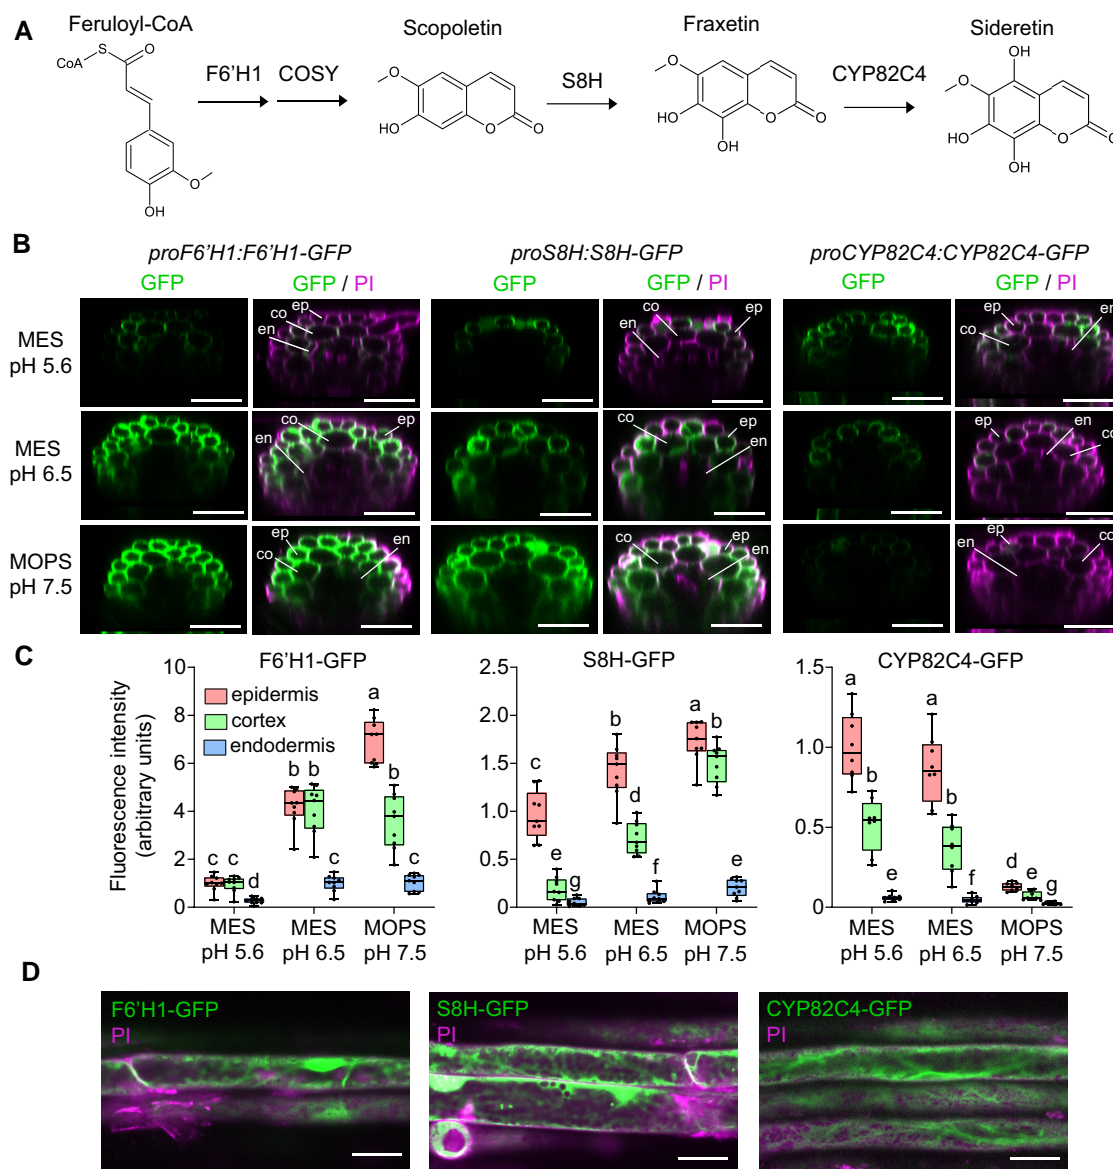 A
Feruloyl-CoA
Scopoletin
Fraxetin
Sideretin
F6'H1
COSY
S8H
CYP82C4
CoA
S
O
O
OH
O
HO
O
O
O
HO
OH
O
O
OH
O
HO
OH
O
O
B
proF6'H1:F6'H1-GFP
proS8H:S8H-GFP
proCYP82C4:CYP82C4-GFP
GFP
GFP / PI
GFP
GFP / PI
GFP
GFP / PI
MES
pH 5.6
ep
co
en
co
en
ep
ep
co
en
MES
pH 6.5
co
ep
en
co
ep
en
ep
en
co
MOPS
pH 7.5
ep
co
en
ep
co
en
ep
en
co
C
F6'H1-GFP
S8H-GFP
CYP82C4-GFP
Fluorescence intensity
(arbitrary units)
epidermis
cortex
endodermis
10
8
6
4
2
0
c c d
b b c
a b c
MES
pH 5.6
MES
pH 6.5
MOPS
pH 7.5
2.5
2.0
1.5
1.0
0.5
0
c e g
b d f
a b e
MES
pH 5.6
MES
pH 6.5
MOPS
pH 7.5
1.5
1.0
0.5
0
a b e
a b f
d e g
MES
pH 5.6
MES
pH 6.5
MOPS
pH 7.5
D
F6'H1-GFP
PI
S8H-GFP
PI
CYP82C4-GFP
PI